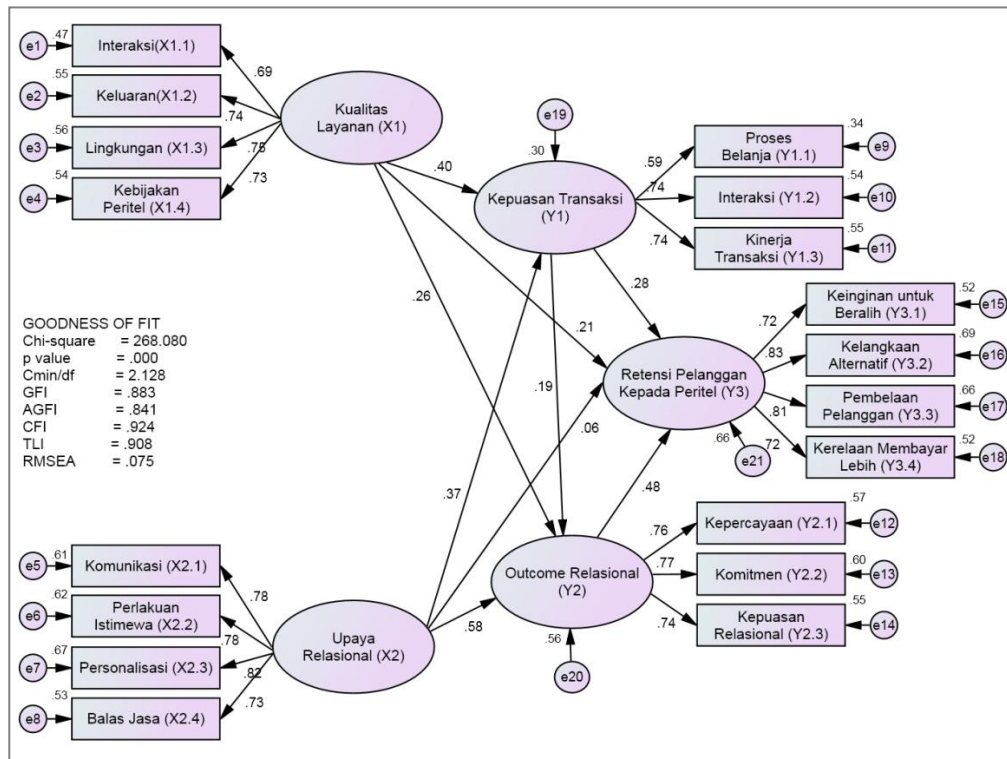 e1
.47
Interaksi(X1.1)
.69
e2
.55
Keluaran(X1.2)
.74
e3
.56
Lingkungan (X1.3)
.75
e4
.54
Kebijakan
Peritel (X1.4)
.73
Kualitas
Layanan (X1)
.40
.26
.21
e19
.30
Kepuasan Transaksi
(Y1)
.59
Proses
Belanja (Y1.1)
.34
e9
.74
Interaksi (Y1.2)
.54
e10
.74
Kinerja
Transaksi (Y1.3)
.55
e11
.28
.19
GOODNESS OF FIT
Chi-square = 268.080
p value = .000
Cmin/df = 2.128
GFI = .883
AGFI = .841
CFI = .924
TLI = .908
RMSEA = .075
Retensi Pelanggan
Kepada Peritel (Y3)
.66
e21
.72
Keinginan untuk
Beralih (Y3.1)
.52
e15
.83
Kelangkaan
Alternatif (Y3.2)
.69
e16
.81
Pembelaan
Pelanggan (Y3.3)
.66
e17
.72
Kerelaan Membayar
Lebih (Y3.4)
.52
e18
.06
.37
.48
.58
e5
.61
Komunikasi (X2.1)
.78
e6
.62
Perlakuan
Istimewa (X2.2)
.78
e7
.67
Personalisasi (X2.3)
.82
e8
.53
Balas Jasa (X2.4)
.73
Upaya
Relasional (X2)
Outcome Relasional
(Y2)
.56
e20
.76
Kepercayaan (Y2.1)
.57
e12
.77
Komitmen (Y2.2)
.60
e13
.74
Kepuasan
Relasional (Y2.3)
.55
e14